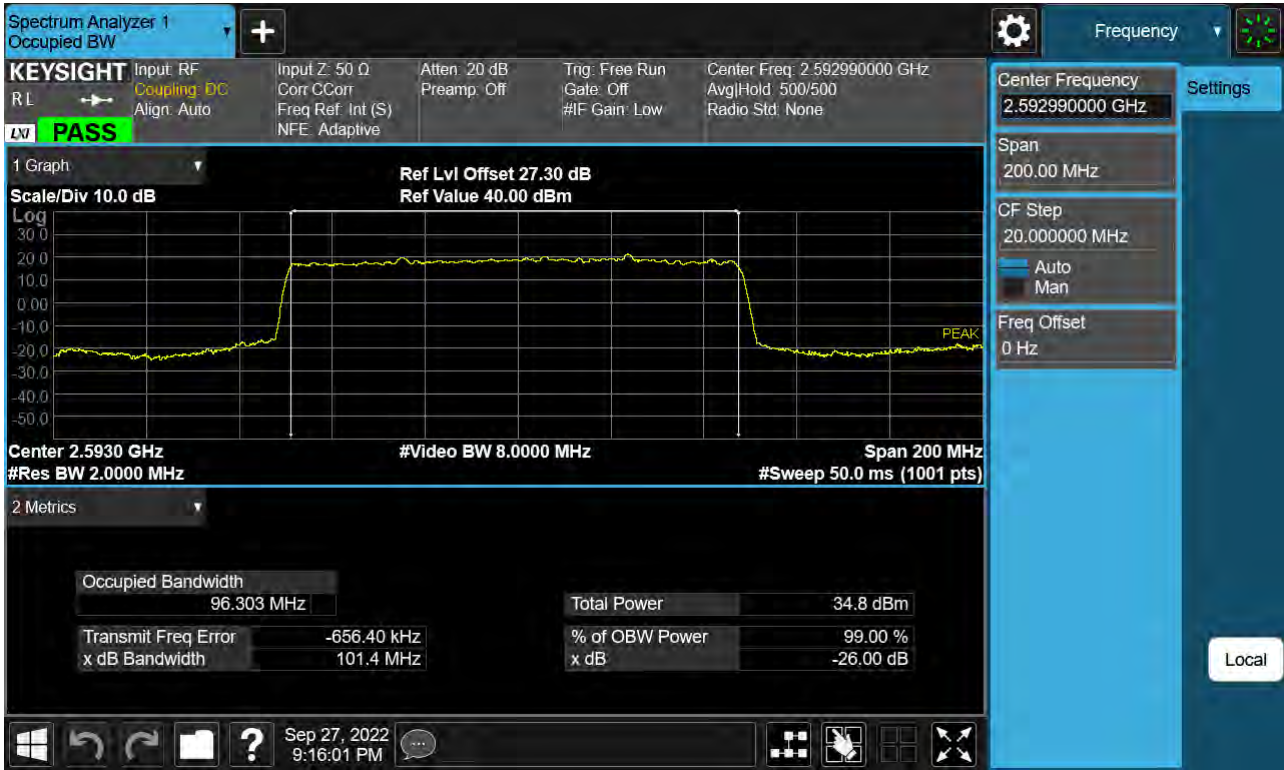 Spectrum Analyzer 1
Occupied BW
+
Frequency
KEYSIGHT
RL
LXI PASS
Input: RF
Coupling: DC
Align: Auto
Input Z: 50 Ω
Corr CCorr
Freq Ref: Int (S)
NFE: Adaptive
Atten: 20 dB
Preamp: Off
Trig: Free Run
Gate: Off
#IF Gain: Low
Center Freq: 2.592990000 GHz
Avg|Hold: 500/500
Radio Std: None
Center Frequency
2.592990000 GHz
Settings
Span
200.00 MHz
CF Step
20.000000 MHz
Auto
Man
Freq Offset
0 Hz
Local
1 Graph
Scale/Div 10.0 dB
Ref Lvl Offset 27.30 dB
Ref Value 40.00 dBm
Log
30.0
20.0
10.0
0.00
-10.0
-20.0
-30.0
-40.0
-50.0
PEAK
Center 2.5930 GHz
#Video BW 8.0000 MHz
Span 200 MHz
#Res BW 2.0000 MHz
#Sweep 50.0 ms (1001 pts)
2 Metrics
Occupied Bandwidth
96.303 MHz
Total Power 34.8 dBm
Transmit Freq Error -656.40 kHz
% of OBW Power 99.00 %
x dB Bandwidth 101.4 MHz
x dB -26.00 dB
?
Sep 27, 2022
9:16:01 PM